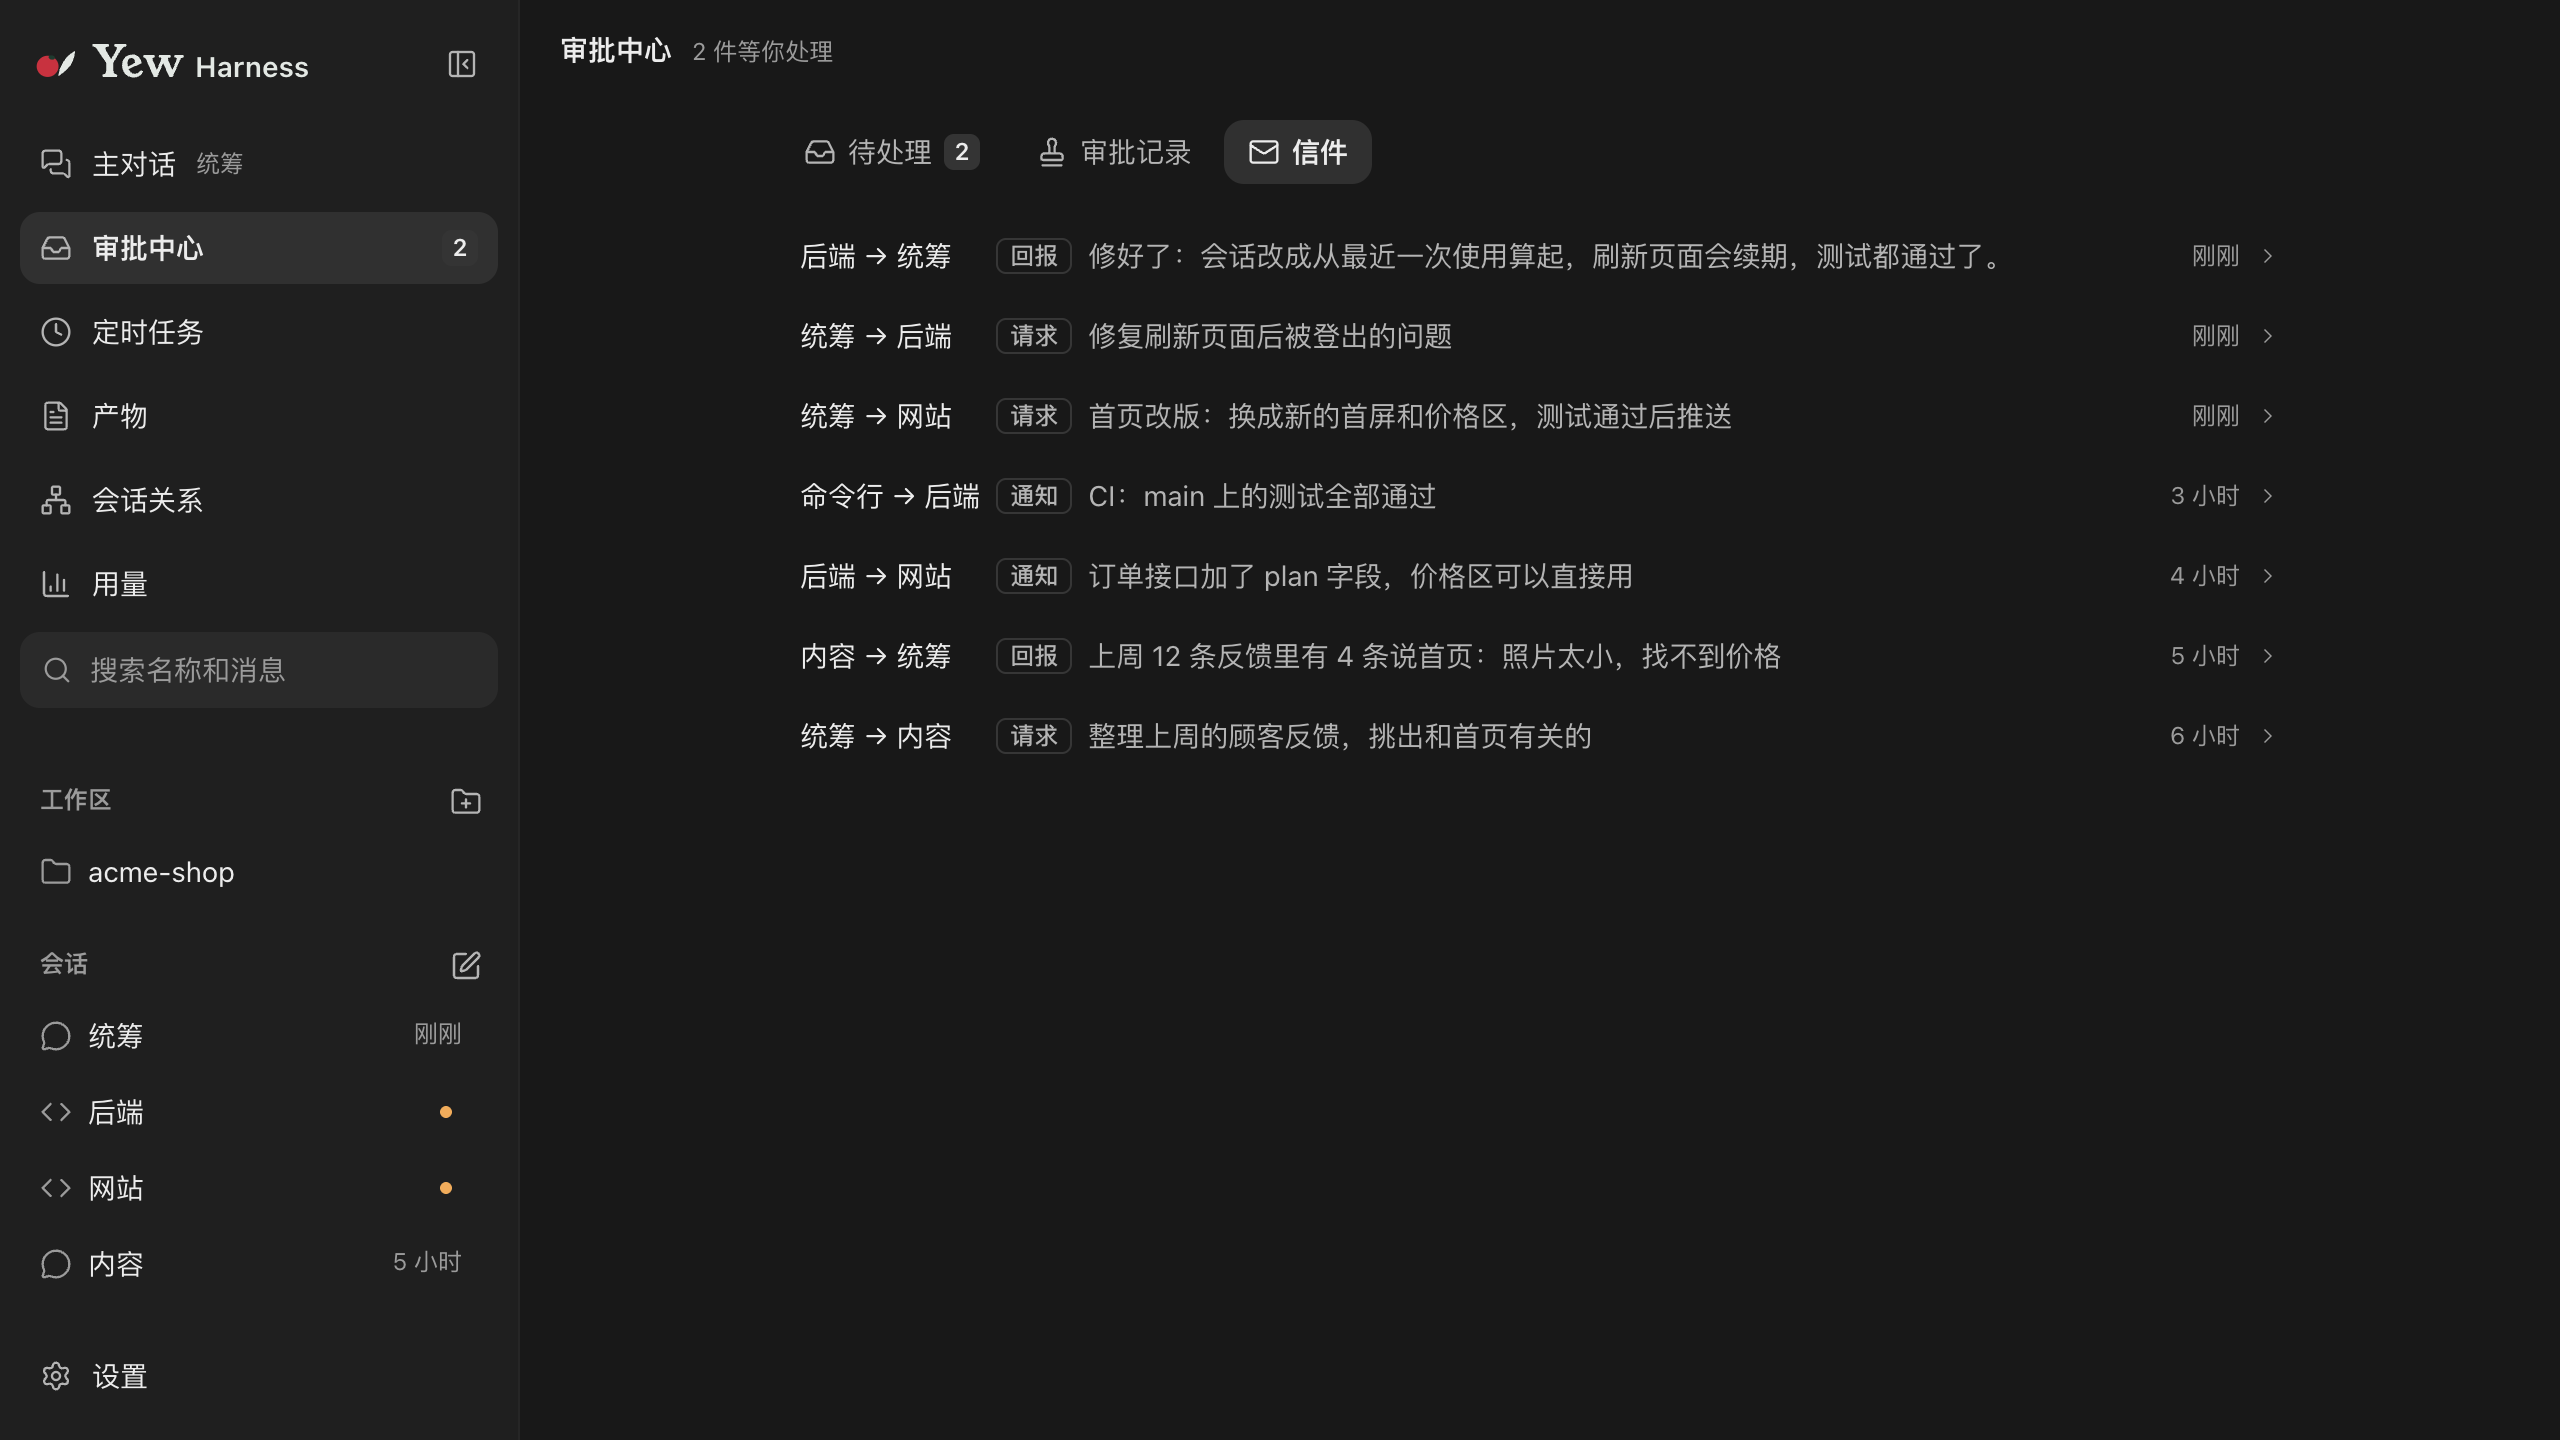 Yew Harness
主对话 统筹
审批中心 2
定时任务
产物
会话关系
用量
搜索名称和消息
工作区
acme-shop
会话
统筹 刚刚
后端
网站
内容 5 小时
设置
审批中心 2 件等你处理
待处理 2 审批记录 信件
后端 → 统筹 回报 修好了：会话改成从最近一次使用算起，刷新页面会续期，测试都通过了。 刚刚
统筹 → 后端 请求 修复刷新页面后被登出的问题 刚刚
统筹 → 网站 请求 首页改版：换成新的首屏和价格区，测试通过后推送 刚刚
命令行 → 后端 通知 CI：main 上的测试全部通过 3 小时
后端 → 网站 通知 订单接口加了 plan 字段，价格区可以直接用 4 小时
内容 → 统筹 回报 上周 12 条反馈里有 4 条说首页：照片太小，找不到价格 5 小时
统筹 → 内容 请求 整理上周的顾客反馈，挑出和首页有关的 6 小时